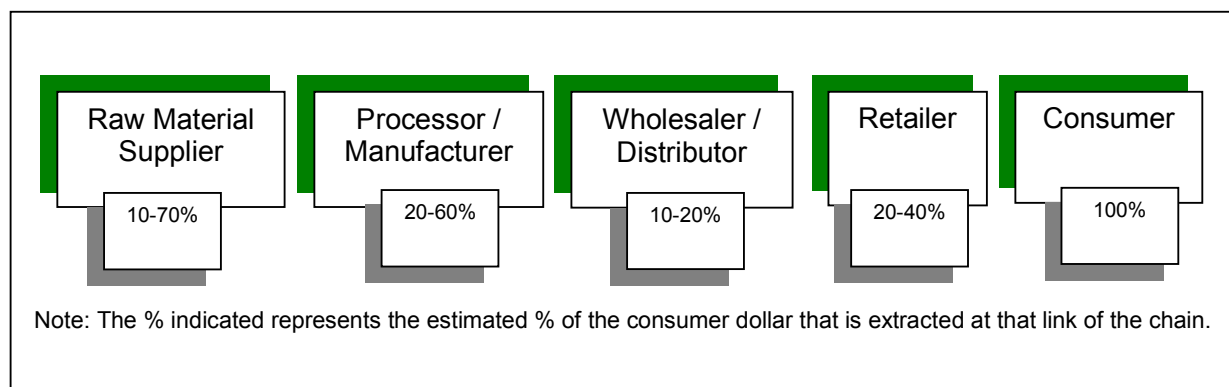 Raw Material
Supplier
10-70%
Processor /
Manufacturer
20-60%
Wholesaler /
Distributor
10-20%
Retailer
20-40%
Consumer
100%
Note: The % indicated represents the estimated % of the consumer dollar that is extracted at that link of the chain.